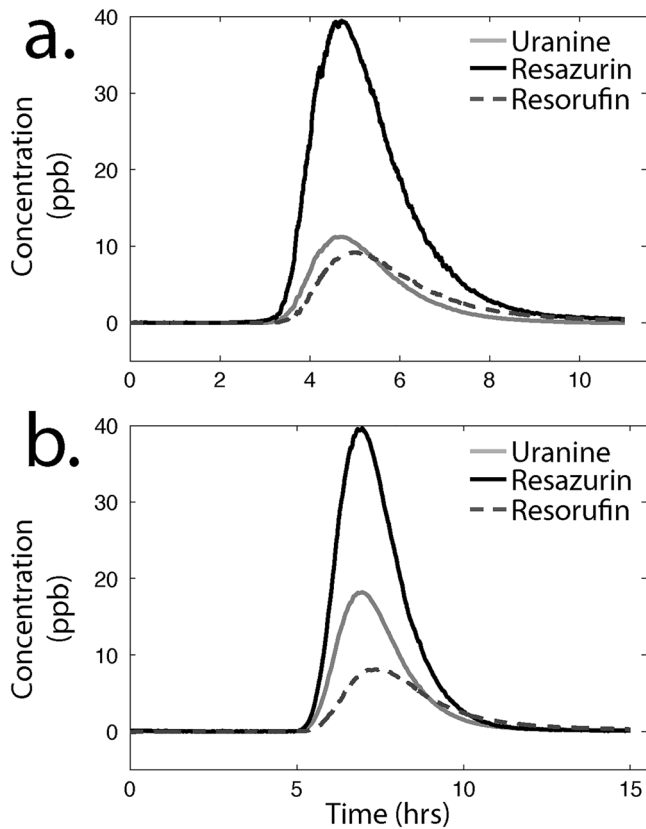 a.
40
30
20
10
0
Concentration
(ppb)
Uranine
Resazurin
Resorufin
0 2 4 6 8 10
b.
40
30
20
10
0
Concentration
(ppb)
Uranine
Resazurin
Resorufin
0 5 10 15
Time (hrs)